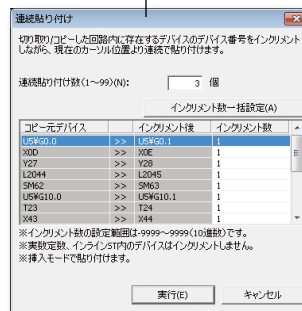 連続貼り付け
切り取り/コピーした回路内に存在するデバイスのデバイス番号をインクリメント
しながら、現在のカーソル位置より連続で貼り付けます。
連続貼り付け数(1～99)(N): 3 個
インクリメント数一括設定(A)
コピー元デバイス インクリメント後 インクリメント数
U5¥G0.0 >> U5¥G0.1 1
X0D >> X0E 1
Y27 >> Y28 1
L2044 >> L2045 1
SM62 >> SM63 1
U5¥G10.0 >> U5¥G10.1 1
T23 >> T24 1
X43 >> X44 1
※インクリメント数の設定範囲は-9999～9999(10進数)です。
※実数定数、インラインST内のデバイスはインクリメントしません。
※挿入モードで貼り付けます。
実行(E) キャンセル